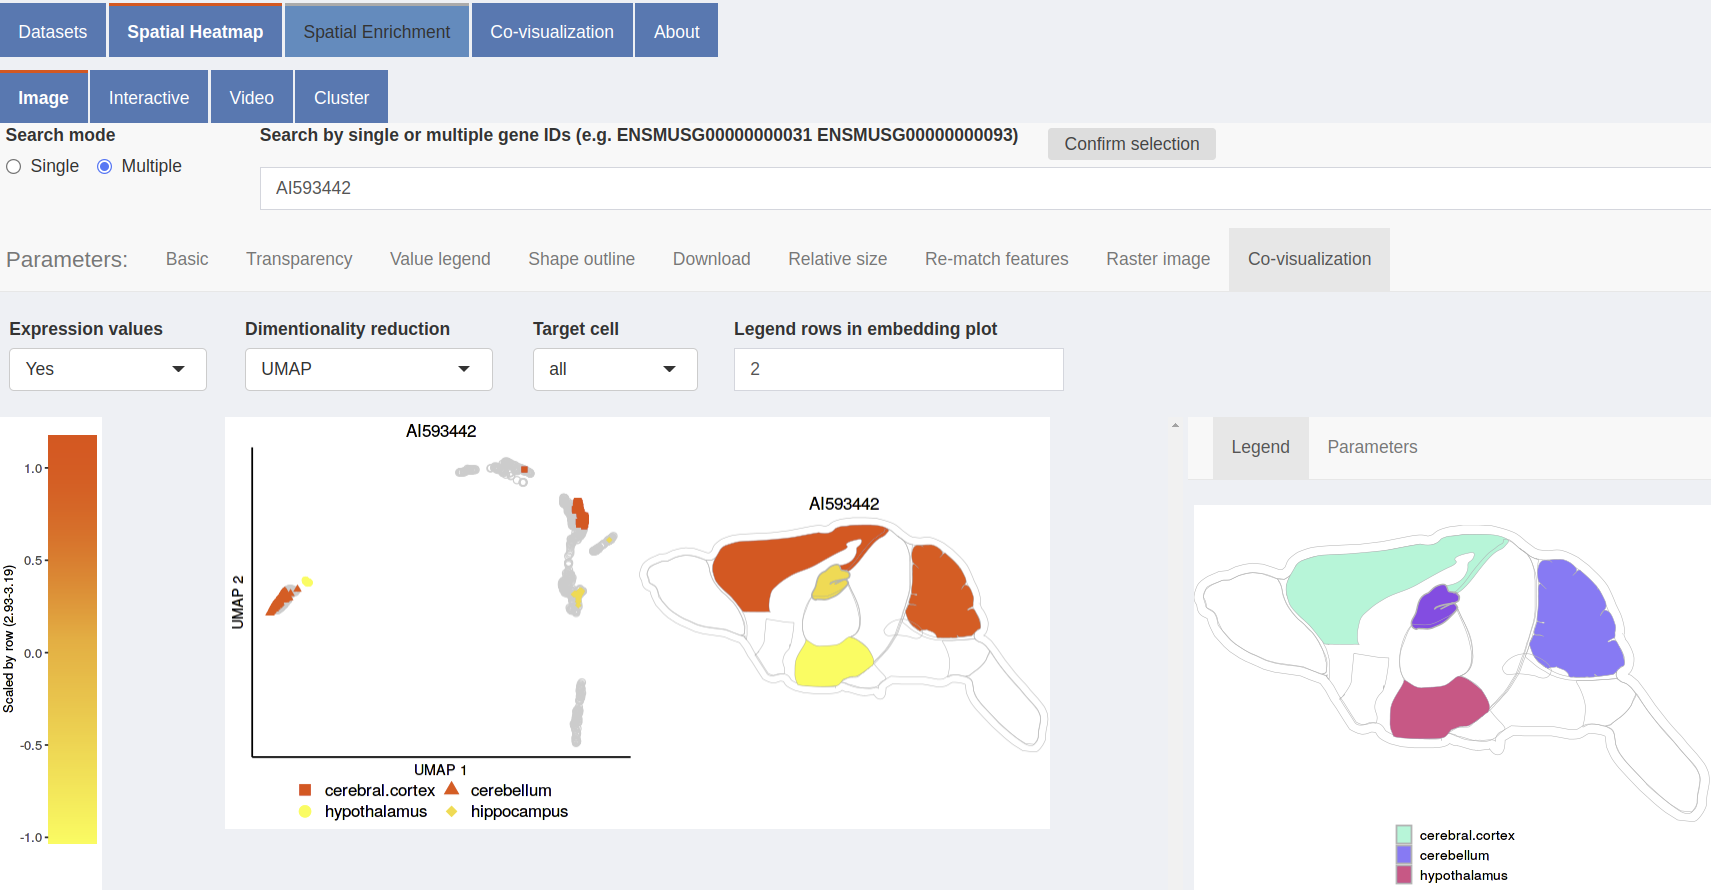 Datasets Spatial Heatmap Spatial Enrichment Co-visualization About
Image Interactive Video Cluster
Search mode
Single Multiple
Search by single or multiple gene IDs (e.g. ENSMUSG00000000031 ENSMUSG00000000093)
Confirm selection
AI593442
Parameters: Basic Transparency Value legend Shape outline Download Relative size Re-match features Raster image Co-visualization
Expression values Dimentionality reduction Target cell Legend rows in embedding plot
Yes UMAP all 2
1.0
0.5
0.0
-0.5
-1.0
Scaled by row (2.93-3.19)
AI593442
UMAP 2
UMAP 1
cerebral.cortex cerebellum
hypothalamus hippocampus
AI593442
Legend Parameters
cerebral.cortex
cerebellum
hypothalamus